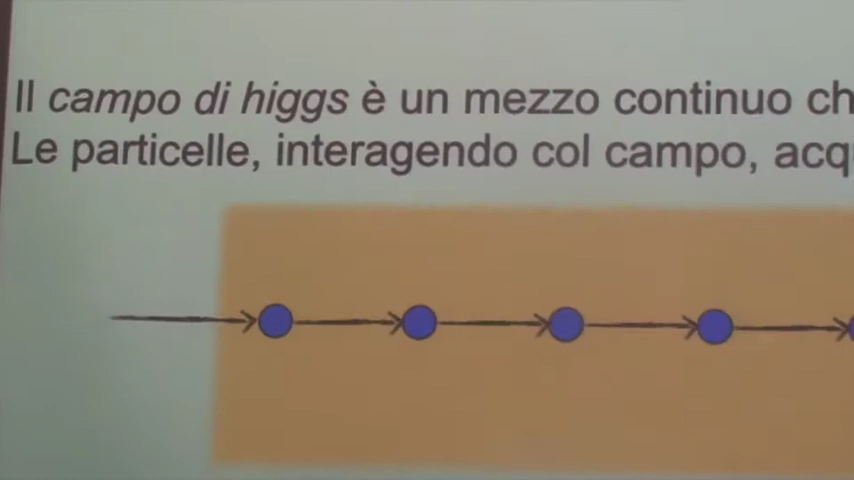 Il campo di higgs è un mezzo continuo ch
Le particelle, interagendo col campo, acq